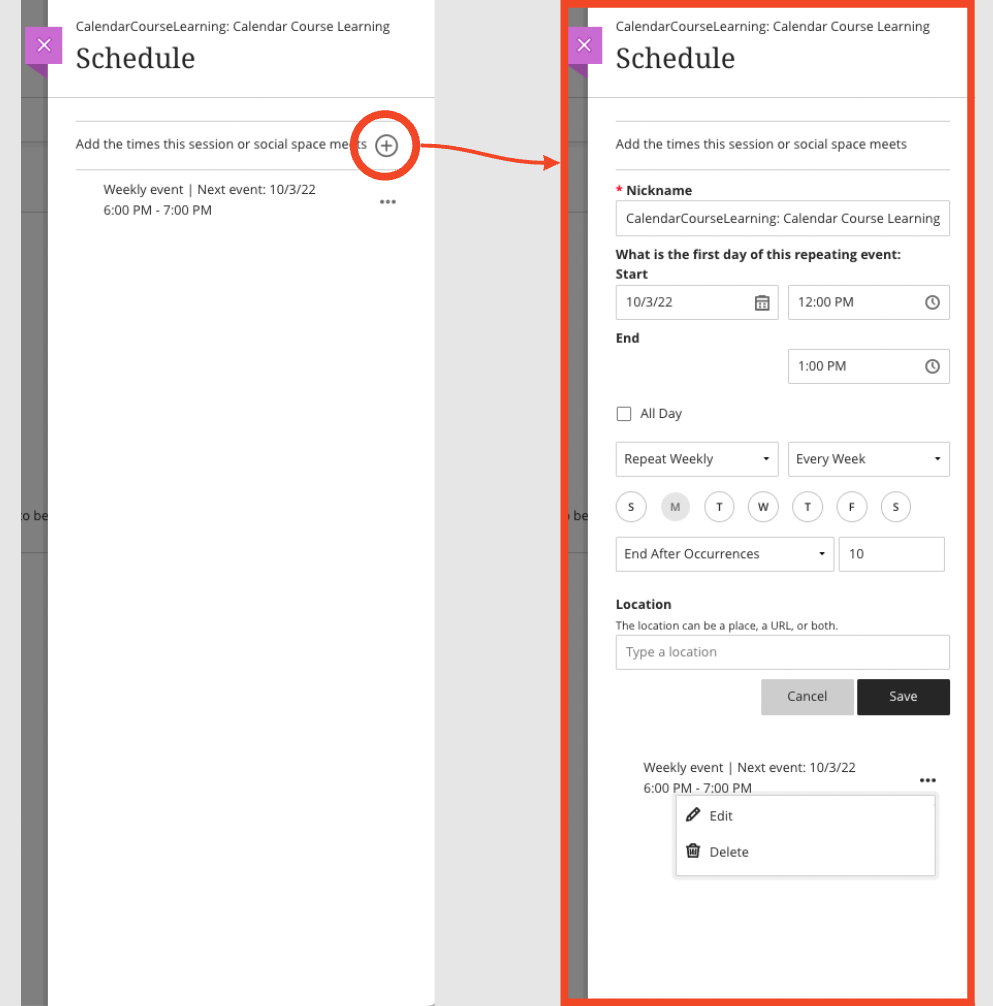 CalendarCourseLearning: Calendar Course Learning
Schedule
Add the times this session or social space meets
Weekly event | Next event: 10/3/22
6:00 PM - 7:00 PM
to be
CalendarCourseLearning: Calendar Course Learning
Schedule
Add the times this session or social space meets
* Nickname
CalendarCourseLearning: Calendar Course Learning
What is the first day of this repeating event:
Start
10/3/22 12:00 PM
End
1:00 PM
All Day
Repeat Weekly Every Week
S M T W T F S
be
End After Occurrences 10
Location
The location can be a place, a URL, or both.
Type a location
Cancel Save
Weekly event | Next event: 10/3/22
6:00 PM - 7:00 PM
Edit
Delete